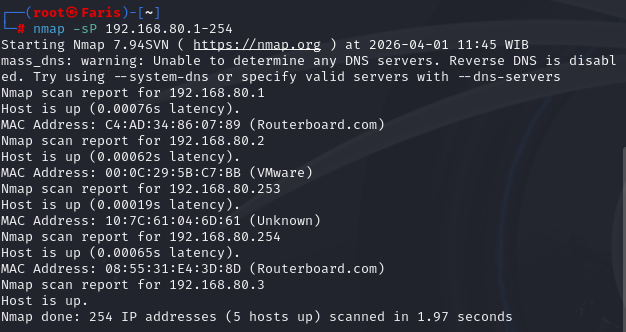 ┌──(root㉿Faris)-[~]
└─# nmap -sP 192.168.80.1-254
Starting Nmap 7.94SVN ( https://nmap.org ) at 2026-04-01 11:45 WIB
mass_dns: warning: Unable to determine any DNS servers. Reverse DNS is disabl
ed. Try using --system-dns or specify valid servers with --dns-servers
Nmap scan report for 192.168.80.1
Host is up (0.00076s latency).
MAC Address: C4:AD:34:86:07:89 (Routerboard.com)
Nmap scan report for 192.168.80.2
Host is up (0.00062s latency).
MAC Address: 00:0C:29:5B:C7:BB (VMware)
Nmap scan report for 192.168.80.253
Host is up (0.00019s latency).
MAC Address: 10:7C:61:04:6D:61 (Unknown)
Nmap scan report for 192.168.80.254
Host is up (0.00065s latency).
MAC Address: 08:55:31:E4:3D:8D (Routerboard.com)
Nmap scan report for 192.168.80.3
Host is up.
Nmap done: 254 IP addresses (5 hosts up) scanned in 1.97 seconds